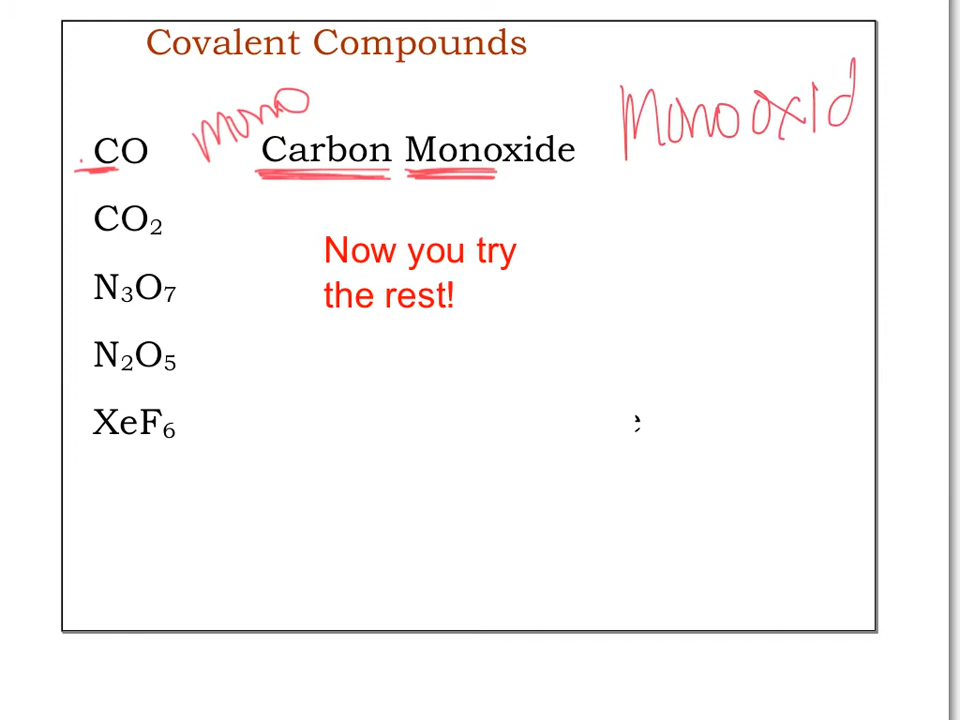 Covalent Compounds
mono
Monooxid
CO Carbon Monoxide
CO₂
Now you try
the rest!
N₃O₇
N₂O₅
XeF₆
e